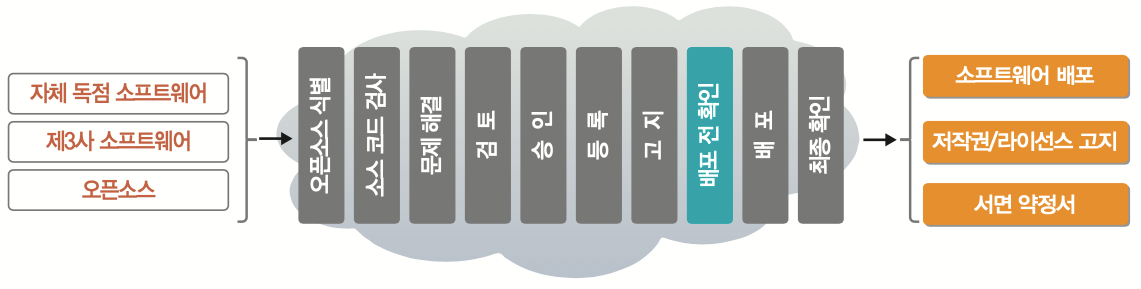 자체 독점 소프트웨어
제3사 소프트웨어
오픈소스
오픈소스 식별
소스 코드 검사
문제 해결
검토
승인
등록
고지
배포 전 확인
배포
최종 확인
소프트웨어 배포
저작권/라이선스 고지
서면 약정서